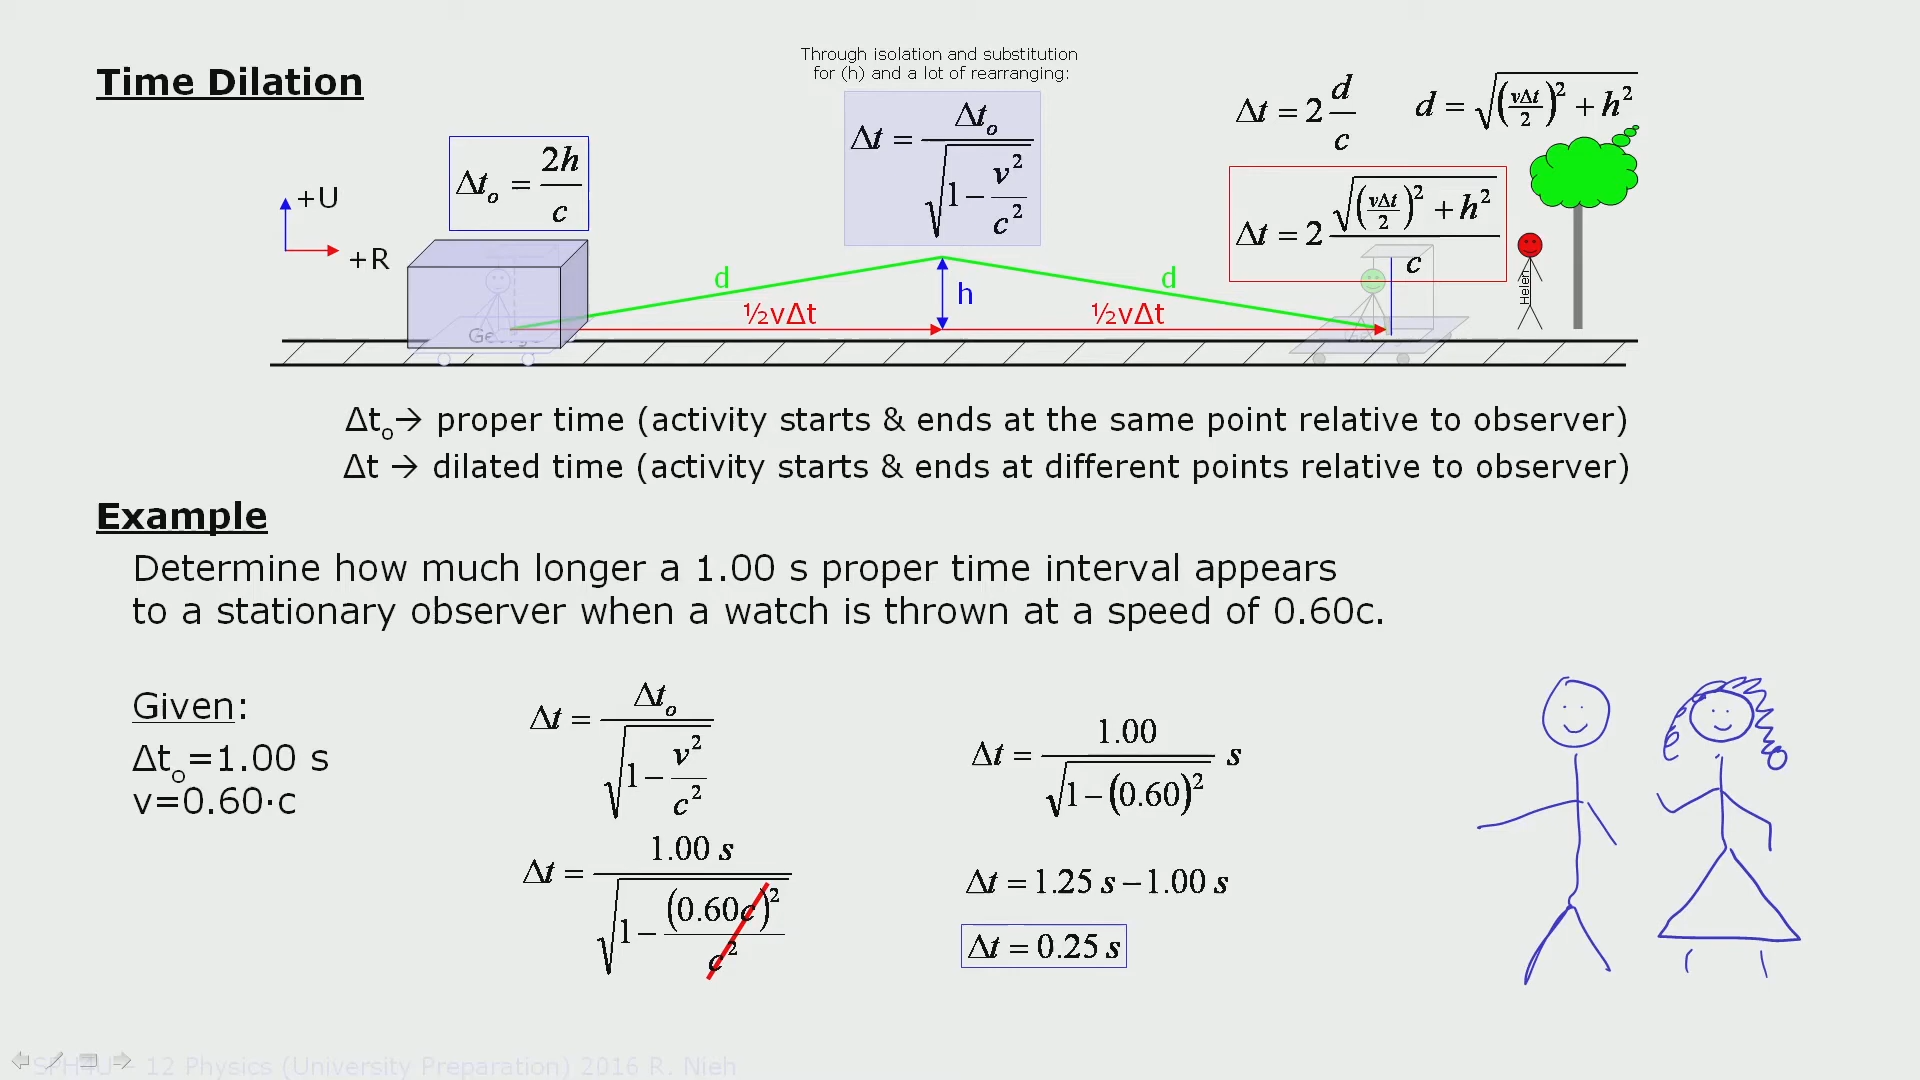 Through isolation and substitution
for (h) and a lot of rearranging:
Time Dilation
Δt = 2 d/c
d = √((vΔt/2)² + h²)
Δtₒ = 2h/c
Δt = Δtₒ/√(1 − v²/c²)
Δt = 2 √((vΔt/2)² + h²)/c
+U
+R
d
h
d
½vΔt
½vΔt
George
Helen
Δtₒ→ proper time (activity starts & ends at the same point relative to observer)
Δt → dilated time (activity starts & ends at different points relative to observer)
Example
Determine how much longer a 1.00 s proper time interval appears
to a stationary observer when a watch is thrown at a speed of 0.60c.
Given:
Δtₒ=1.00 s
v=0.60·c
Δt = Δtₒ/√(1 − v²/c²)
Δt = 1.00 s/√(1 − (0.60c)²/c²)
Δt = 1.00/√(1 − (0.60)²) s
Δt = 1.25 s − 1.00 s
Δt = 0.25 s
SPH4U – 12 Physics (University Preparation) 2016 R. Nieh